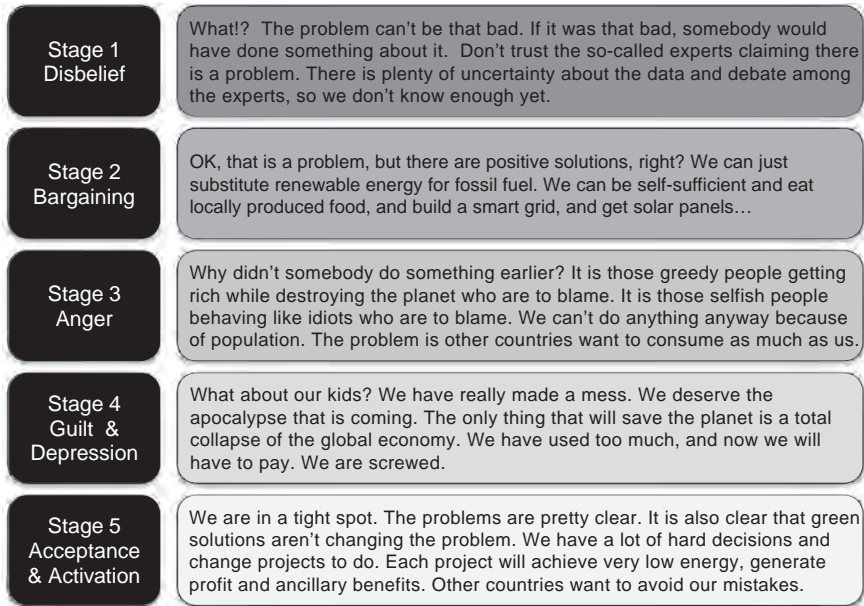 Stage 1
Disbelief
What!?  The problem can't be that bad. If it was that bad, somebody would
have done something about it.  Don't trust the so-called experts claiming there
is a problem. There is plenty of uncertainty about the data and debate among
the experts, so we don't know enough yet.
Stage 2
Bargaining
OK, that is a problem, but there are positive solutions, right? We can just
substitute renewable energy for fossil fuel. We can be self-sufficient and eat
locally produced food, and build a smart grid, and get solar panels…
Stage 3
Anger
Why didn't somebody do something earlier? It is those greedy people getting
rich while destroying the planet who are to blame. It is those selfish people
behaving like idiots who are to blame. We can't do anything anyway because
of population. The problem is other countries want to consume as much as us.
Stage 4
Guilt  &
Depression
What about our kids? We have really made a mess. We deserve the
apocalypse that is coming. The only thing that will save the planet is a total
collapse of the global economy. We have used too much, and now we will
have to pay. We are screwed.
Stage 5
Acceptance
& Activation
We are in a tight spot. The problems are pretty clear. It is also clear that green
solutions aren't changing the problem. We have a lot of hard decisions and
change projects to do. Each project will achieve very low energy, generate
profit and ancillary benefits. Other countries want to avoid our mistakes.